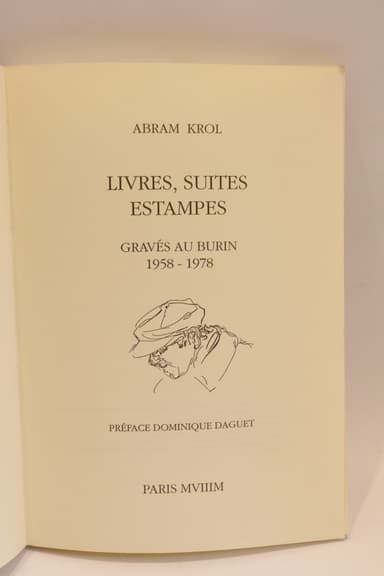 ABRAM KROL
LIVRES, SUITES
ESTAMPES
GRAVÉS AU BURIN
1958 - 1978
PRÉFACE DOMINIQUE DAGUET
PARIS MVIIIM